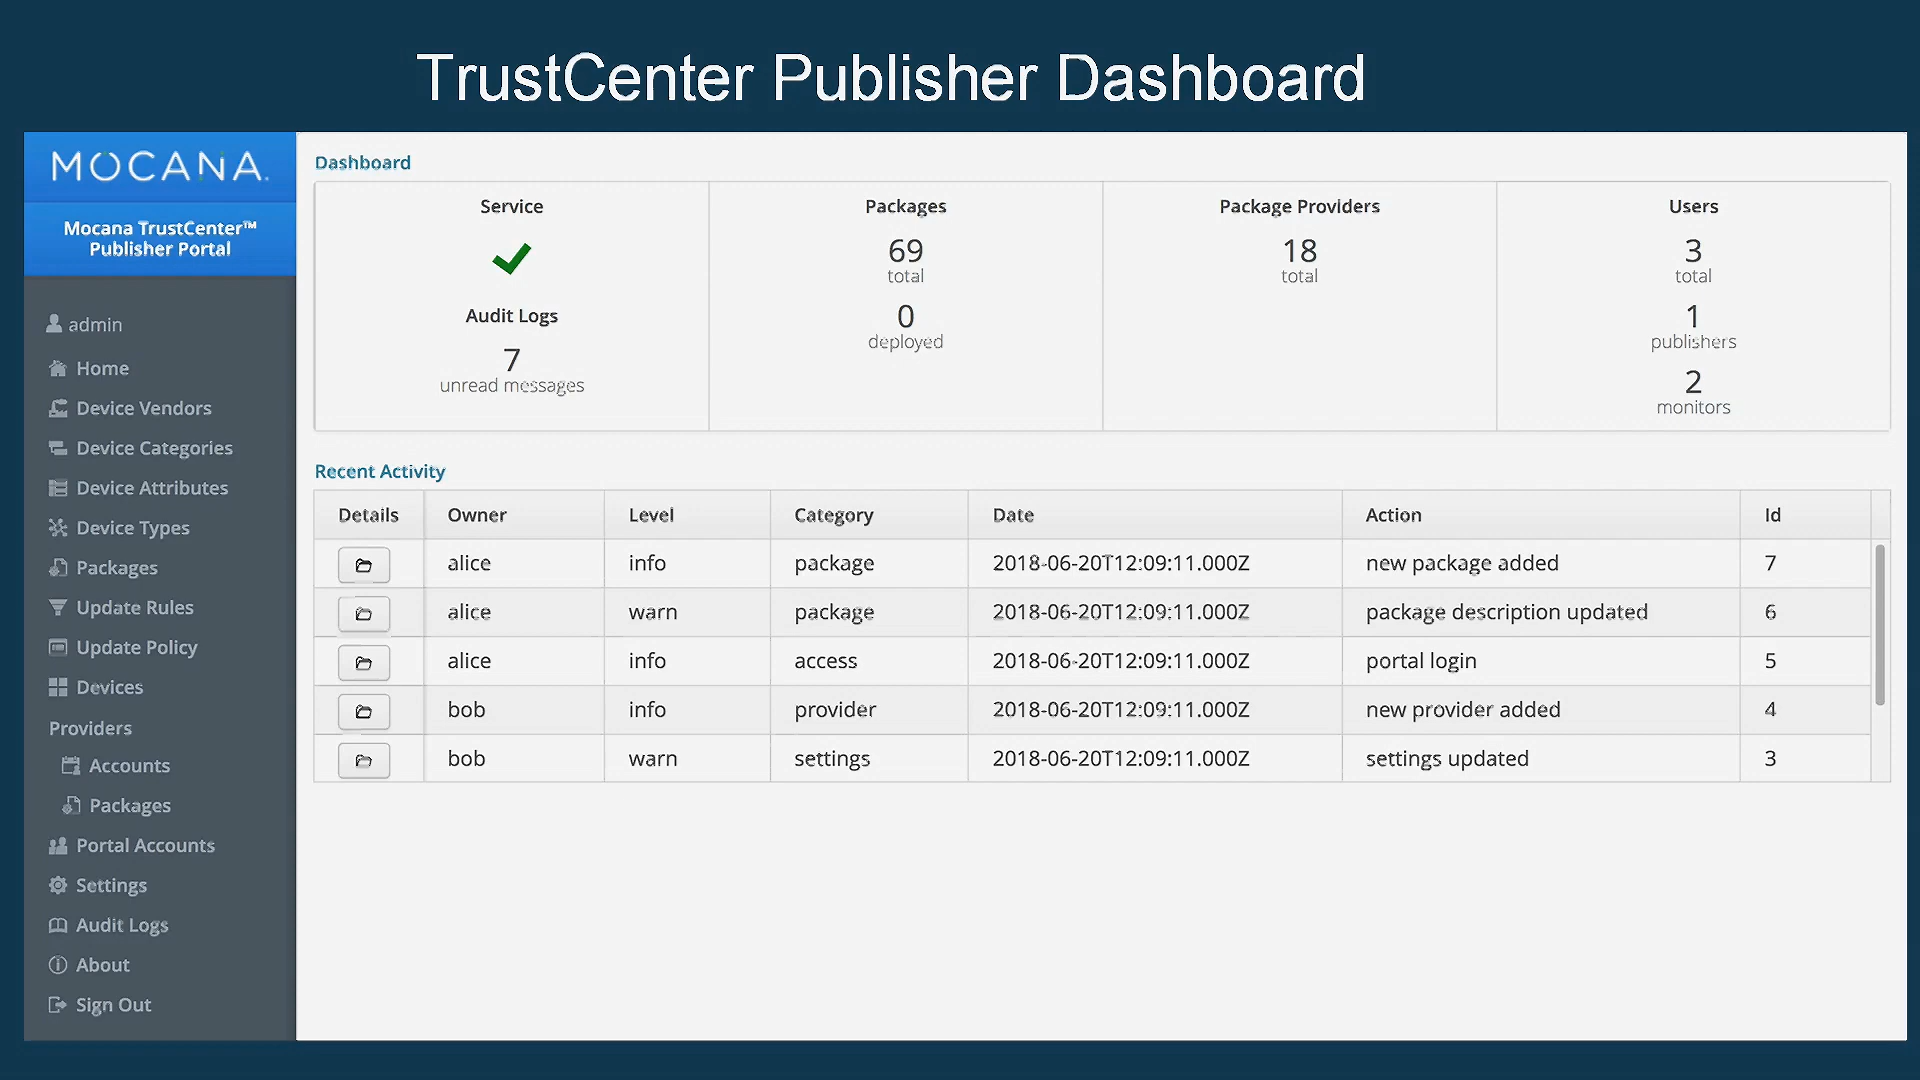 TrustCenter Publisher Dashboard
MOCANA.
Mocana TrustCenter™
Publisher Portal
admin
Home
Device Vendors
Device Categories
Device Attributes
Device Types
Packages
Update Rules
Update Policy
Devices
Providers
Accounts
Packages
Portal Accounts
Settings
Audit Logs
About
Sign Out
Dashboard
Service
Audit Logs
7
unread messages
Packages
69
total
0
deployed
Package Providers
18
total
Users
3
total
1
publishers
2
monitors
Recent Activity
Details Owner Level Category Date Action Id
alice info package 2018-06-20T12:09:11.000Z new package added 7
alice warn package 2018-06-20T12:09:11.000Z package description updated 6
alice info access 2018-06-20T12:09:11.000Z portal login 5
bob info provider 2018-06-20T12:09:11.000Z new provider added 4
bob warn settings 2018-06-20T12:09:11.000Z settings updated 3